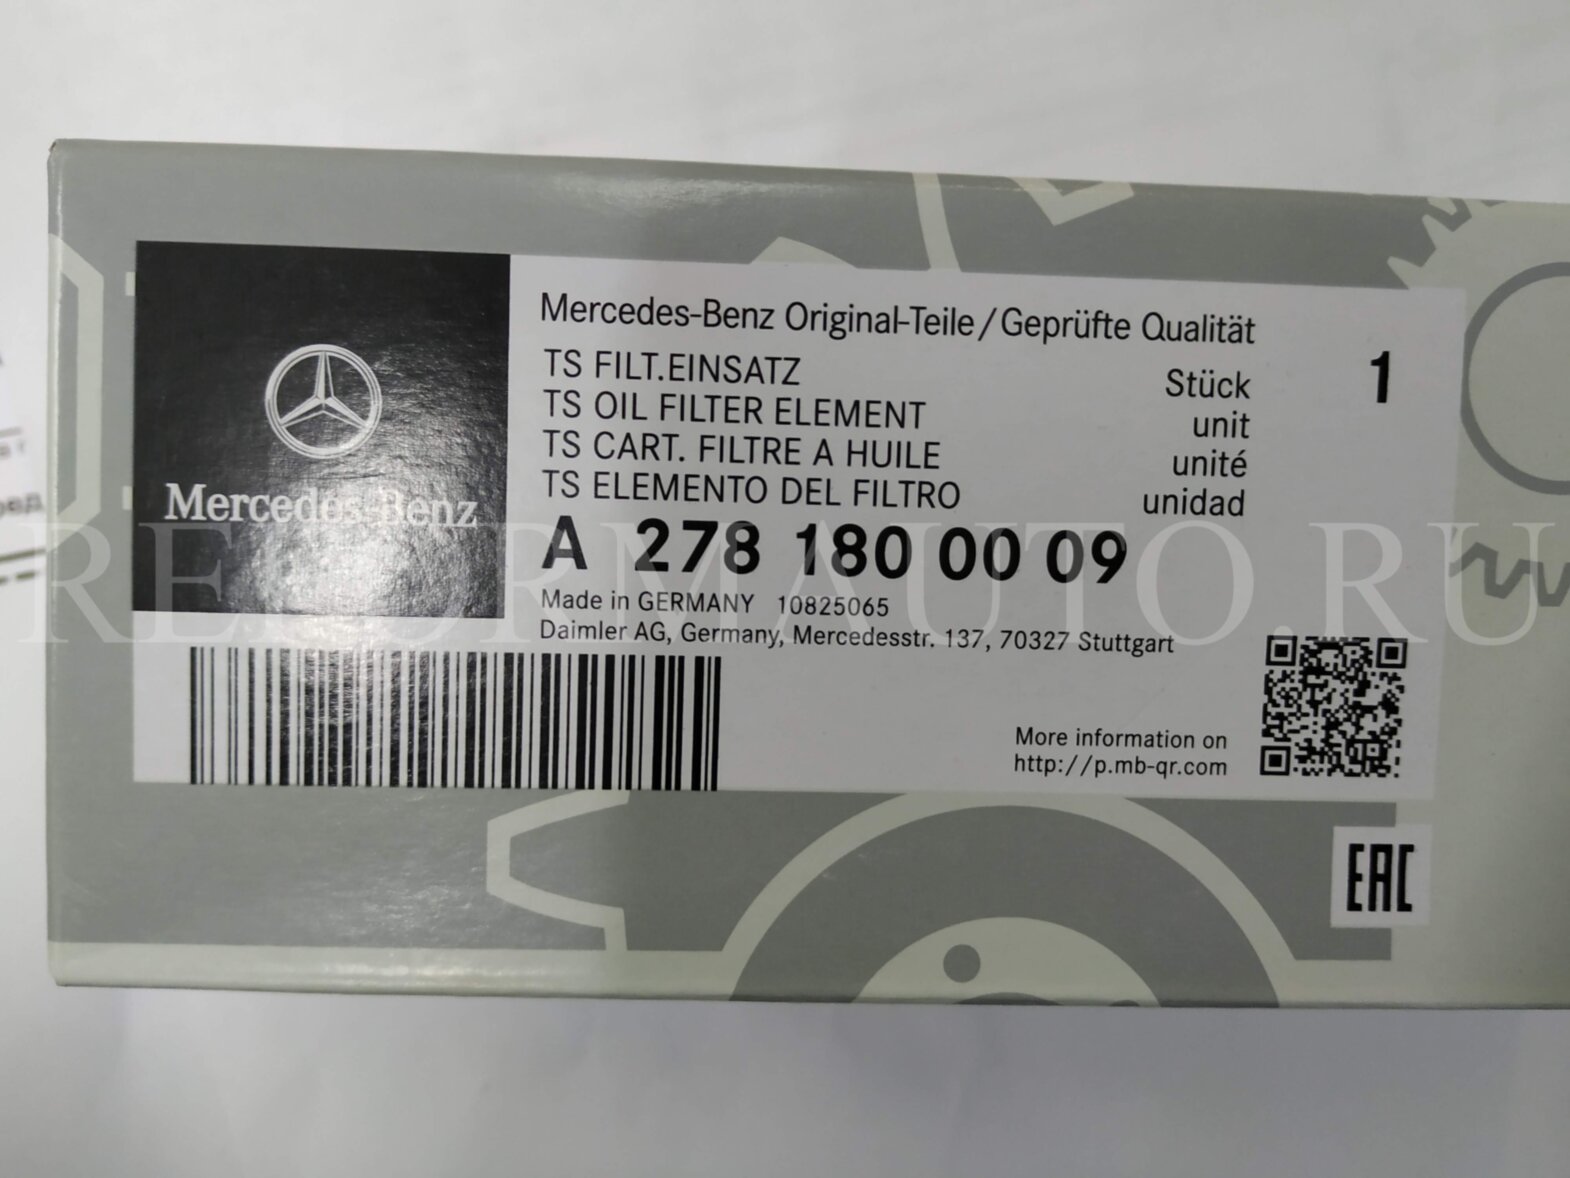 Mercedes-Benz Original-Teile/Geprüfte Qualität
TS FILT.EINSATZ
TS OIL FILTER ELEMENT
TS CART. FILTRE A HUILE
TS ELEMENTO DEL FILTRO
Stück 1
unit
unité
unidad
Mercedes-Benz
A 278 180 00 09
REFORMAUTO.RU
Made in GERMANY 10825065
Daimler AG, Germany, Mercedesstr. 137, 70327 Stuttgart
More information on
http://p.mb-qr.com
EAC